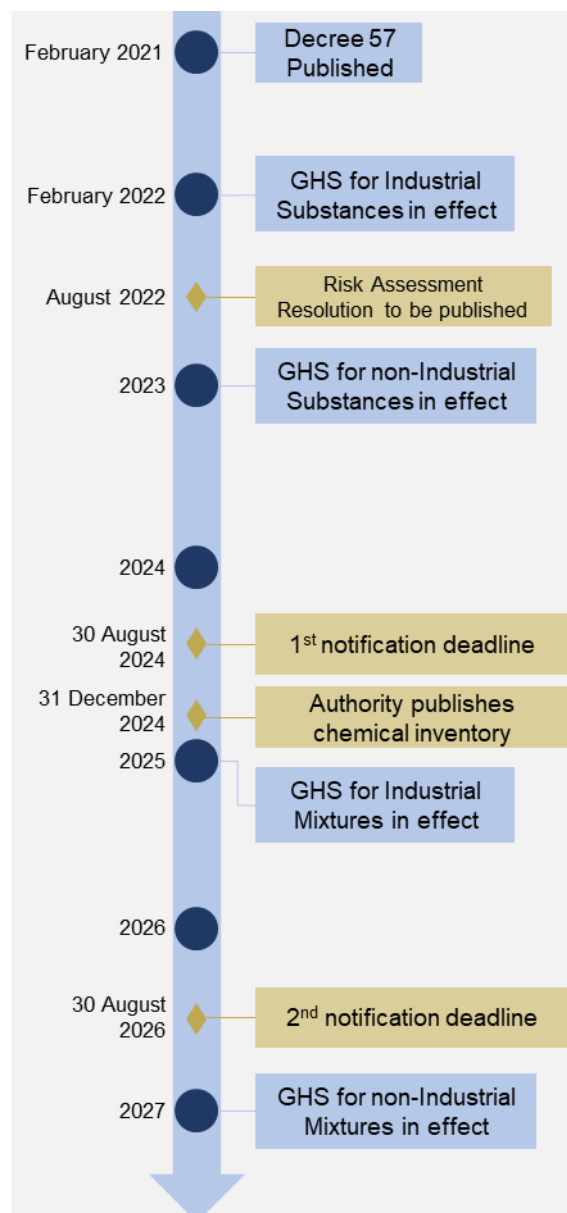 February 2021
Decree 57
Published
February 2022
GHS for Industrial
Substances in effect
August 2022
Risk Assessment
Resolution to be published
2023
GHS for non-Industrial
Substances in effect
2024
30 August
2024
1st notification deadline
31 December
2024
Authority publishes
chemical inventory
2025
GHS for Industrial
Mixtures in effect
2026
30 August
2026
2nd notification deadline
2027
GHS for non-Industrial
Mixtures in effect